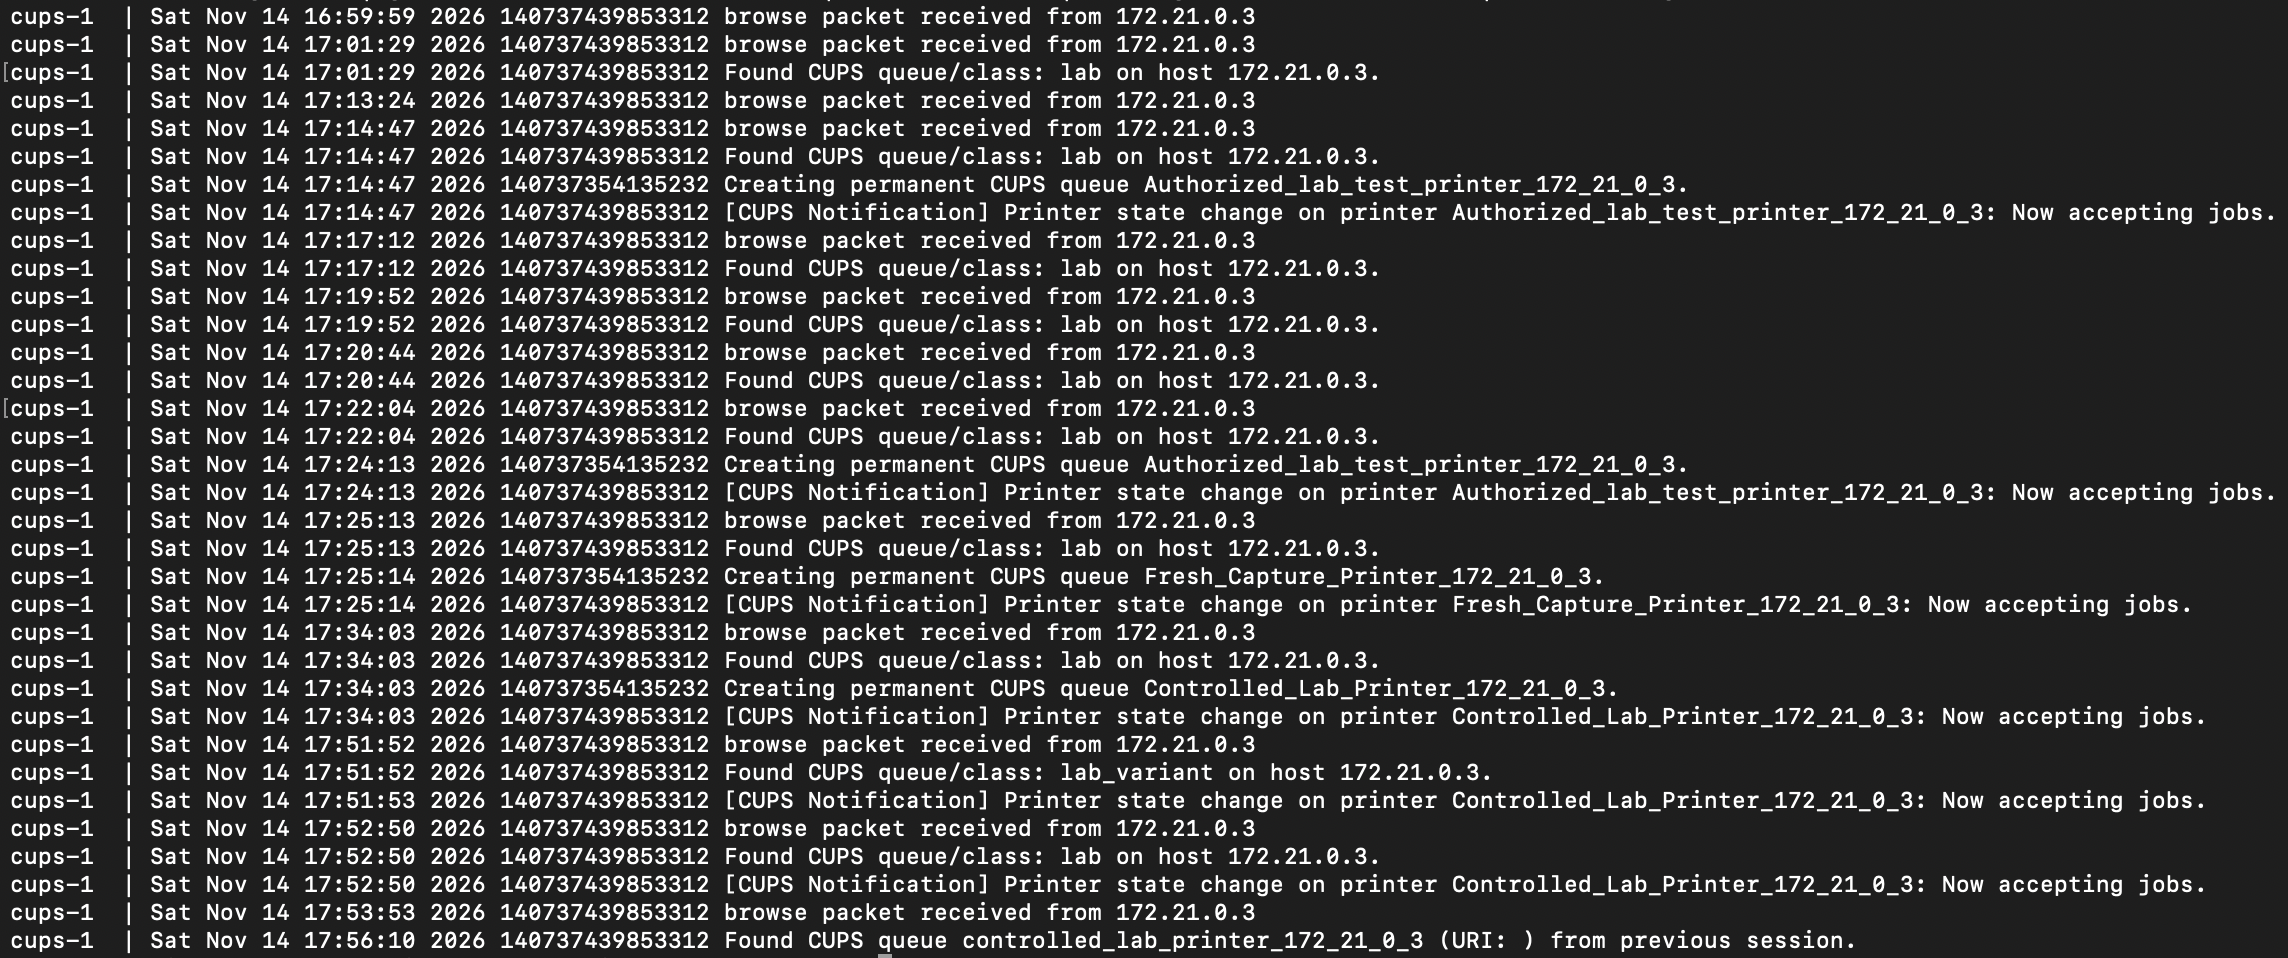 cups-1  | Sat Nov 14 16:59:59 2026 140737439853312 browse packet received from 172.21.0.3
cups-1  | Sat Nov 14 17:01:29 2026 140737439853312 browse packet received from 172.21.0.3
[cups-1  | Sat Nov 14 17:01:29 2026 140737439853312 Found CUPS queue/class: lab on host 172.21.0.3.
cups-1  | Sat Nov 14 17:13:24 2026 140737439853312 browse packet received from 172.21.0.3
cups-1  | Sat Nov 14 17:14:47 2026 140737439853312 browse packet received from 172.21.0.3
cups-1  | Sat Nov 14 17:14:47 2026 140737439853312 Found CUPS queue/class: lab on host 172.21.0.3.
cups-1  | Sat Nov 14 17:14:47 2026 140737354135232 Creating permanent CUPS queue Authorized_lab_test_printer_172_21_0_3.
cups-1  | Sat Nov 14 17:14:47 2026 140737439853312 [CUPS Notification] Printer state change on printer Authorized_lab_test_printer_172_21_0_3: Now accepting jobs.
cups-1  | Sat Nov 14 17:17:12 2026 140737439853312 browse packet received from 172.21.0.3
cups-1  | Sat Nov 14 17:17:12 2026 140737439853312 Found CUPS queue/class: lab on host 172.21.0.3.
cups-1  | Sat Nov 14 17:19:52 2026 140737439853312 browse packet received from 172.21.0.3
cups-1  | Sat Nov 14 17:19:52 2026 140737439853312 Found CUPS queue/class: lab on host 172.21.0.3.
cups-1  | Sat Nov 14 17:20:44 2026 140737439853312 browse packet received from 172.21.0.3
cups-1  | Sat Nov 14 17:20:44 2026 140737439853312 Found CUPS queue/class: lab on host 172.21.0.3.
[cups-1  | Sat Nov 14 17:22:04 2026 140737439853312 browse packet received from 172.21.0.3
cups-1  | Sat Nov 14 17:22:04 2026 140737439853312 Found CUPS queue/class: lab on host 172.21.0.3.
cups-1  | Sat Nov 14 17:24:13 2026 140737354135232 Creating permanent CUPS queue Authorized_lab_test_printer_172_21_0_3.
cups-1  | Sat Nov 14 17:24:13 2026 140737439853312 [CUPS Notification] Printer state change on printer Authorized_lab_test_printer_172_21_0_3: Now accepting jobs.
cups-1  | Sat Nov 14 17:25:13 2026 140737439853312 browse packet received from 172.21.0.3
cups-1  | Sat Nov 14 17:25:13 2026 140737439853312 Found CUPS queue/class: lab on host 172.21.0.3.
cups-1  | Sat Nov 14 17:25:14 2026 140737354135232 Creating permanent CUPS queue Fresh_Capture_Printer_172_21_0_3.
cups-1  | Sat Nov 14 17:25:14 2026 140737439853312 [CUPS Notification] Printer state change on printer Fresh_Capture_Printer_172_21_0_3: Now accepting jobs.
cups-1  | Sat Nov 14 17:34:03 2026 140737439853312 browse packet received from 172.21.0.3
cups-1  | Sat Nov 14 17:34:03 2026 140737439853312 Found CUPS queue/class: lab on host 172.21.0.3.
cups-1  | Sat Nov 14 17:34:03 2026 140737354135232 Creating permanent CUPS queue Controlled_Lab_Printer_172_21_0_3.
cups-1  | Sat Nov 14 17:34:03 2026 140737439853312 [CUPS Notification] Printer state change on printer Controlled_Lab_Printer_172_21_0_3: Now accepting jobs.
cups-1  | Sat Nov 14 17:51:52 2026 140737439853312 browse packet received from 172.21.0.3
cups-1  | Sat Nov 14 17:51:52 2026 140737439853312 Found CUPS queue/class: lab_variant on host 172.21.0.3.
cups-1  | Sat Nov 14 17:51:53 2026 140737439853312 [CUPS Notification] Printer state change on printer Controlled_Lab_Printer_172_21_0_3: Now accepting jobs.
cups-1  | Sat Nov 14 17:52:50 2026 140737439853312 browse packet received from 172.21.0.3
cups-1  | Sat Nov 14 17:52:50 2026 140737439853312 Found CUPS queue/class: lab on host 172.21.0.3.
cups-1  | Sat Nov 14 17:52:50 2026 140737439853312 [CUPS Notification] Printer state change on printer Controlled_Lab_Printer_172_21_0_3: Now accepting jobs.
cups-1  | Sat Nov 14 17:53:53 2026 140737439853312 browse packet received from 172.21.0.3
cups-1  | Sat Nov 14 17:56:10 2026 140737439853312 Found CUPS queue controlled_lab_printer_172_21_0_3 (URI: ) from previous session.